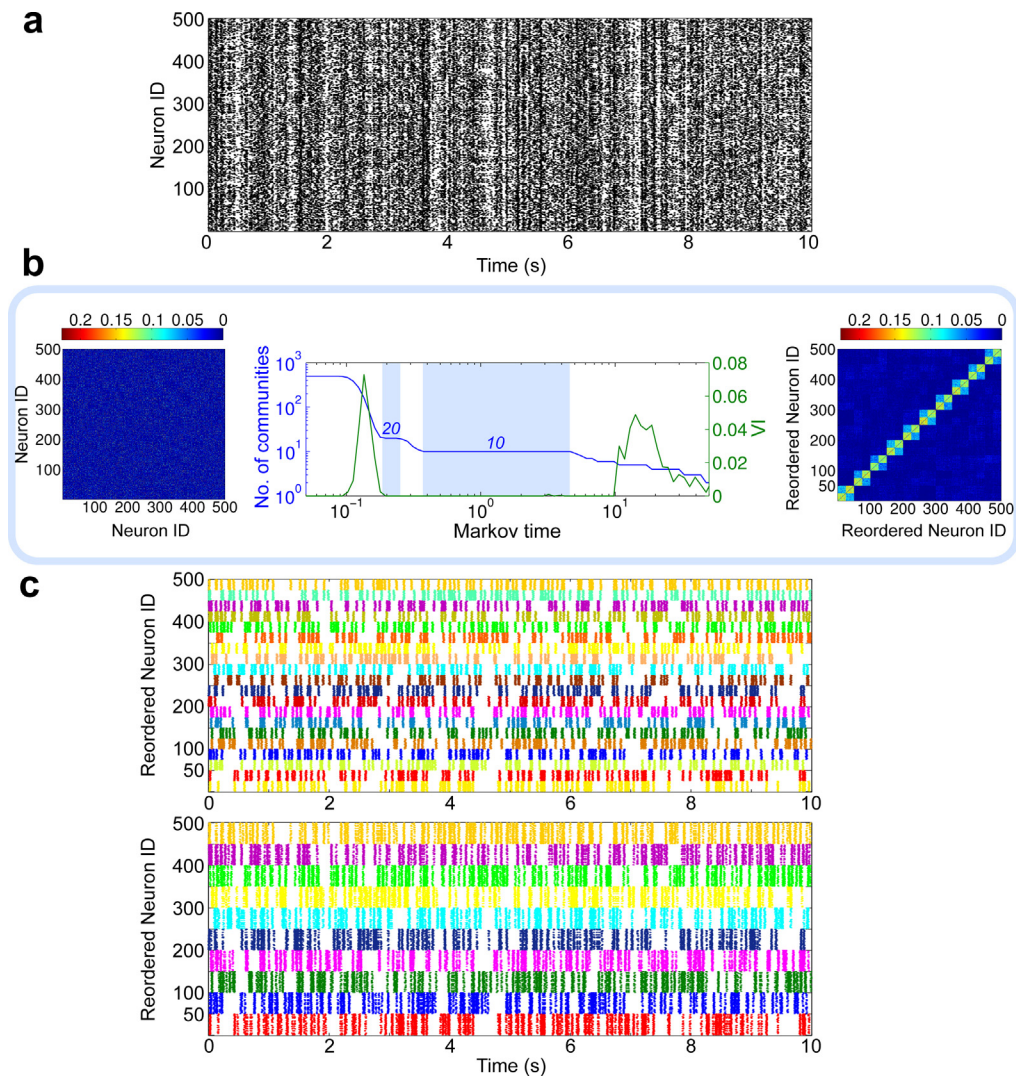 a
500
400
300
200
100
Neuron ID
0 2 4 6 8 10
Time (s)
b
0.2 0.15 0.1 0.05 0
500
400
300
200
100
Neuron ID
100 200 300 400 500
Neuron ID
10³
10²
10¹
10⁰
No. of communities
20
10
0.08
0.06
0.04
0.02
0
VI
10⁻¹ 10⁰ 10¹
Markov time
0.2 0.15 0.1 0.05 0
500
400
300
200
100
50
Reordered Neuron ID
100 200 300 400 500
Reordered Neuron ID
c
500
400
300
200
100
50
Reordered Neuron ID
0 2 4 6 8 10
500
400
300
200
100
50
Reordered Neuron ID
0 2 4 6 8 10
Time (s)